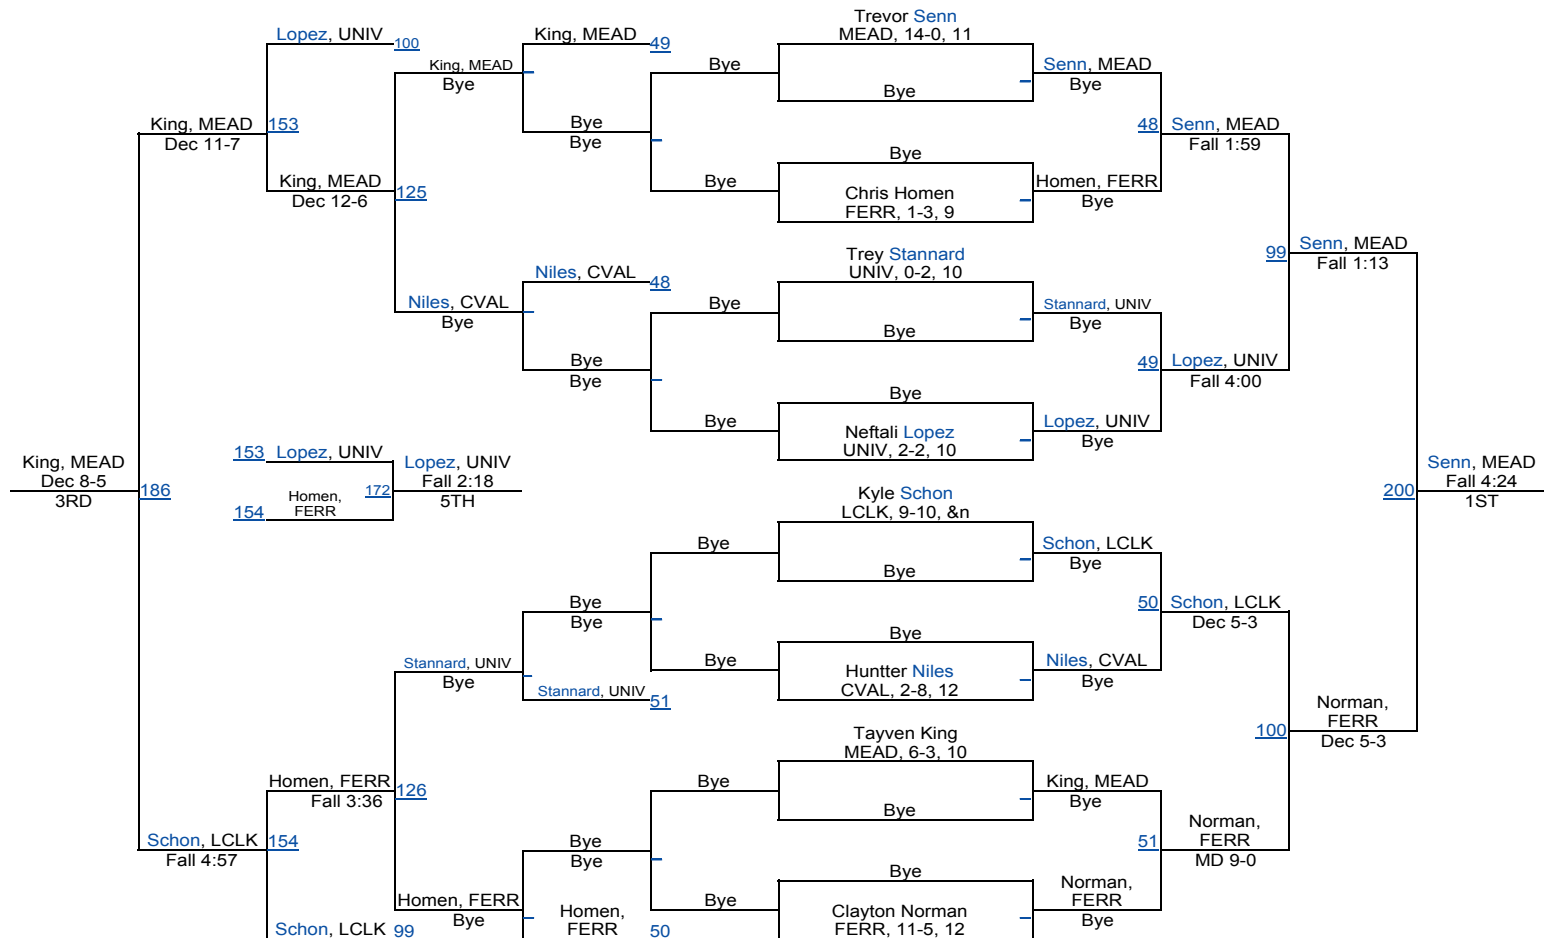 Trevor Senn
Lopez, UNIV 100 King, MEAD 49 MEAD, 14-0, 11
King, MEAD Bye Senn, MEAD
Bye Bye Bye
King, MEAD 153 Bye 48 Senn, MEAD
Dec 11-7 Bye Fall 1:59
Bye
King, MEAD 125 Bye Chris Homen Homen, FERR
Dec 12-6 FERR, 1-3, 9 Bye
99 Senn, MEAD
Trey Stannard Fall 1:13
Niles, CVAL 48 UNIV, 0-2, 10
Niles, CVAL Bye Stannard, UNIV
Bye Bye Bye
Bye 49 Lopez, UNIV
Bye Fall 4:00
Bye
Bye Neftali Lopez Lopez, UNIV
UNIV, 2-2, 10 Bye
153 Lopez, UNIV
King, MEAD Lopez, UNIV Senn, MEAD
Dec 8-5 Fall 2:18 Fall 4:24
186 172 200
3RD 5TH 1ST
Homen,
FERR
154
Kyle Schon
LCLK, 9-10, &n
Bye Schon, LCLK
Bye Bye
Bye 50 Schon, LCLK
Bye Dec 5-3
Bye
Stannard, UNIV Bye Huntter Niles Niles, CVAL
Bye CVAL, 2-8, 12 Bye
Stannard, UNIV 51
Norman,
FERR
100 Dec 5-3
Tayven King
MEAD, 6-3, 10
Homen, FERR 126 Bye King, MEAD
Fall 3:36 Bye Bye
Schon, LCLK 154 Bye 51 Norman,
FERR
Fall 4:57 Bye MD 9-0
Bye
Homen, FERR Bye Norman,
FERR
Bye Homen, Clayton Norman Bye
Schon, LCLK 99 FERR 50 FERR, 11-5, 12